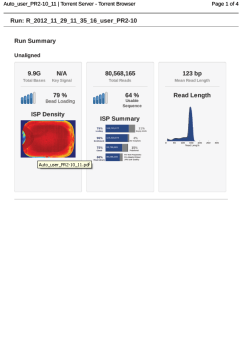 Auto_user_PR2-10_11 | Torrent Server - Torrent Browser
Page 1 of 4
Run: R_2012_11_29_11_35_16_user_PR2-10
Run Summary
Unaligned
9.9G N/A
Total Bases Key Signal
79 %
Bead Loading
ISP Density
Auto_user_PR2-10_11.pdf
80,568,165
Total Reads
64 %
Usable
Sequence
ISP Summary
123 bp
Mean Read Length
Read Length